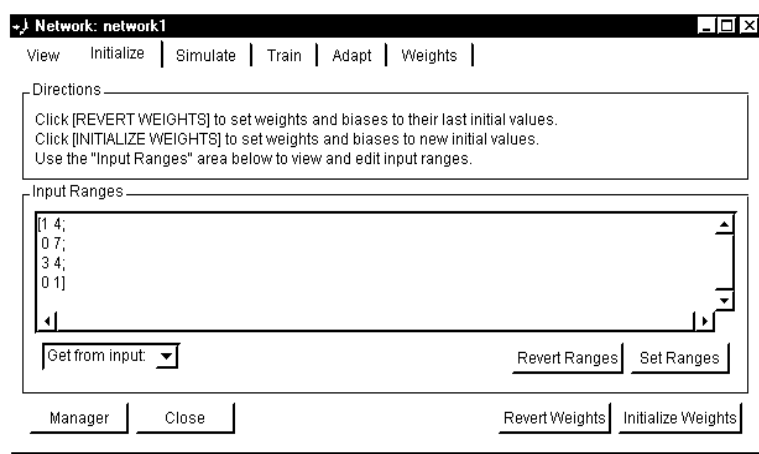 Network: network1
View Initialize Simulate Train Adapt Weights
Directions
Click [REVERT WEIGHTS] to set weights and biases to their last initial values.
Click [INITIALIZE WEIGHTS] to set weights and biases to new initial values.
Use the "Input Ranges" area below to view and edit input ranges.
Input Ranges
[1 4;
0 7;
3 4;
0 1]
Get from input: Revert Ranges Set Ranges
Manager Close Revert Weights Initialize Weights